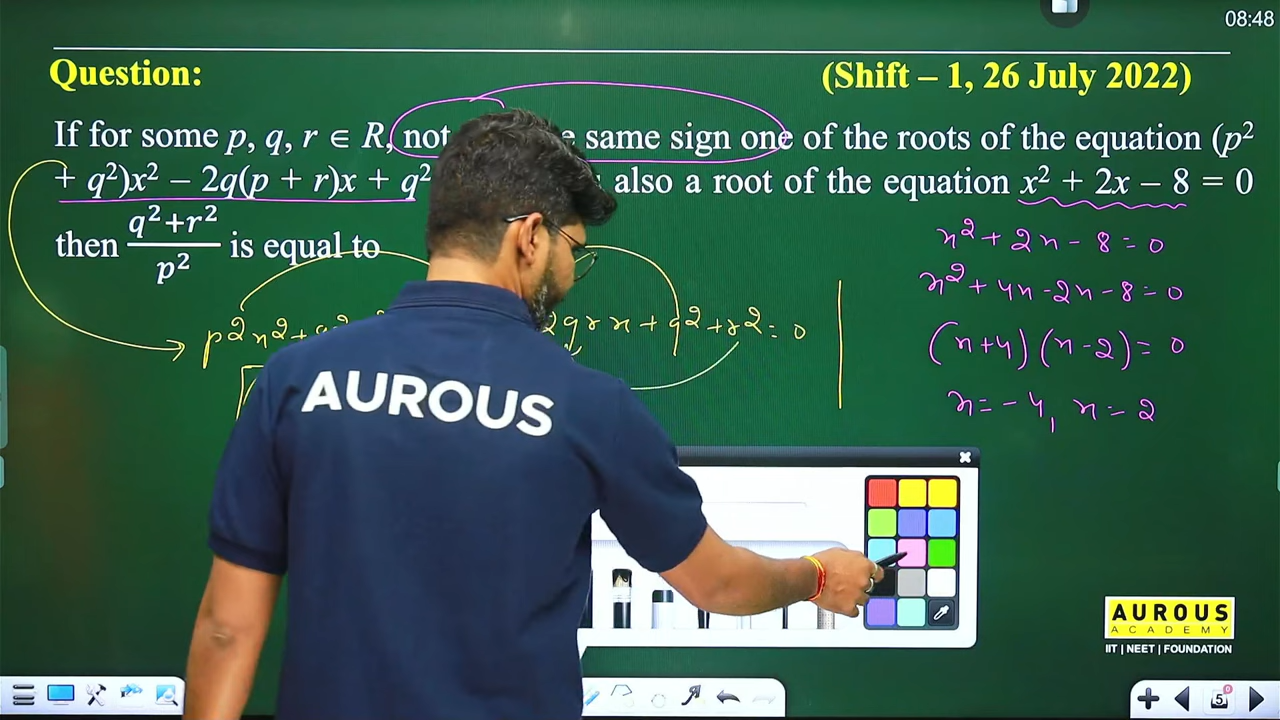 08:48
Question:
(Shift – 1, 26 July 2022)
If for some p, q, r ∈ R, not same sign one of the roots of the equation (p²
+ q²)x² – 2q(p + r)x + q² also a root of the equation x² + 2x – 8 = 0
then (q²+r²)/p² is equal to
x² + 2x - 8 = 0
x² + 4x - 2x - 8 = 0
p²x² + 2qrx + q² + r² = 0
(x+4) (x-2) = 0
x = -4, x = 2
AUROUS
AUROUS
ACADEMY
IIT | NEET | FOUNDATION
5